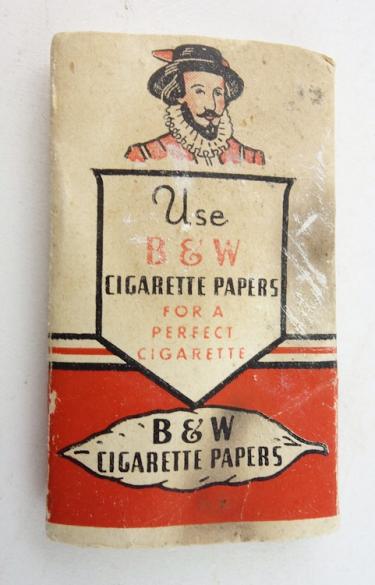 Use
B & W
CIGARETTE PAPERS
FOR A
PERFECT
CIGARETTE
B & W
CIGARETTE PAPERS